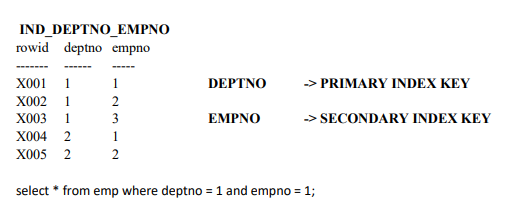 IND_DEPTNO_EMPNO
rowid deptno empno
------- ------ -----
X001 1 1 DEPTNO -> PRIMARY INDEX KEY
X002 1 2
X003 1 3 EMPNO -> SECONDARY INDEX KEY
X004 2 1
X005 2 2
select * from emp where deptno = 1 and empno = 1;